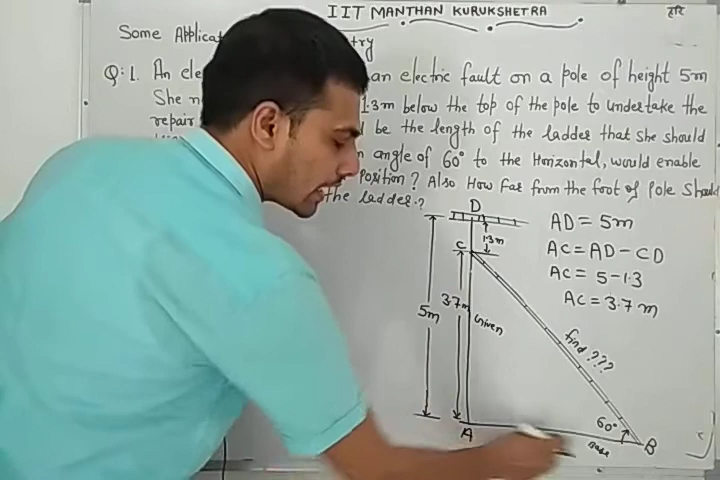 IIT MANTHAN KURUKSHETRA
हरि
Some Applicat try
Q:1. An ele an electric fault on a pole of height 5m
She n 1.3m below the top of the pole to undertake the
repair be the length of the ladder that she should
angle of 60° to the Horizontal, would enable
Position? Also How far from the foot of Pole Should
the ladder?
D
1.3m
C
5m
3.7m
Given
find ???
60°
A
Base
B
AD = 5m
AC = AD - CD
AC = 5-1.3
AC = 3.7 m